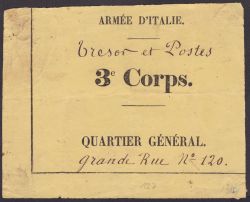 ARMÉE D'ITALIE.
Tresor et Postes
3e Corps.
QUARTIER GÉNÉRAL.
grande Rue No 120.